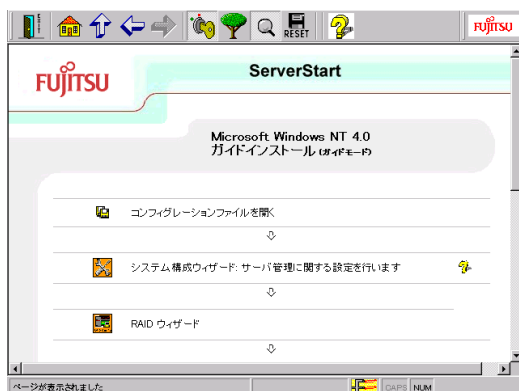 EXIT
RESET
FUJITSU
FUJITSU
ServerStart
Microsoft Windows NT 4.0
ガイドインストール (ガイドモード)
コンフィグレーションファイルを開く
システム構成ウィザード: サーバ管理に関する設定を行います
RAID ウィザード
ページが表示されました
CAPS NUM